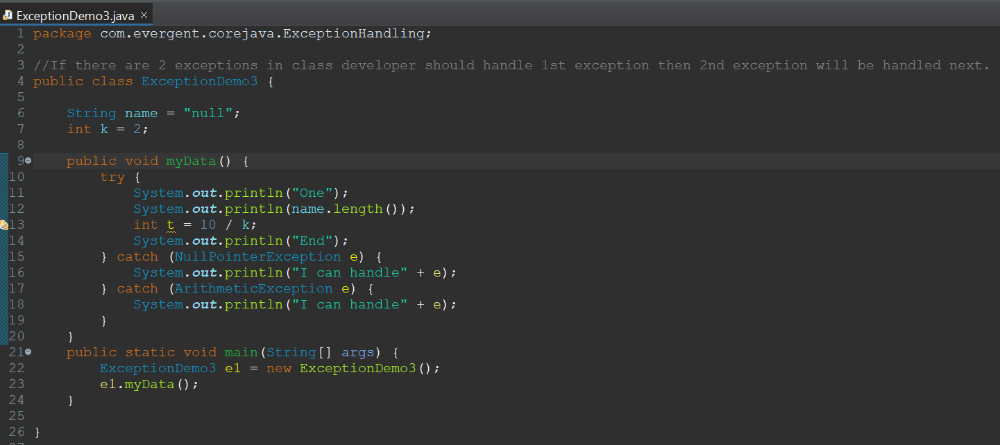 ExceptionDemo3.java
1 package com.evergent.corejava.ExceptionHandling;
2
3 //If there are 2 exceptions in class developer should handle 1st exception then 2nd exception will be handled next.
4 public class ExceptionDemo3 {
5
6     String name = "null";
7     int k = 2;
8
9     public void myData() {
10         try {
11             System.out.println("One");
12             System.out.println(name.length());
13             int t = 10 / k;
14             System.out.println("End");
15         } catch (NullPointerException e) {
16             System.out.println("I can handle" + e);
17         } catch (ArithmeticException e) {
18             System.out.println("I can handle" + e);
19         }
20     }
21     public static void main(String[] args) {
22         ExceptionDemo3 e1 = new ExceptionDemo3();
23         e1.myData();
24     }
25
26 }
27